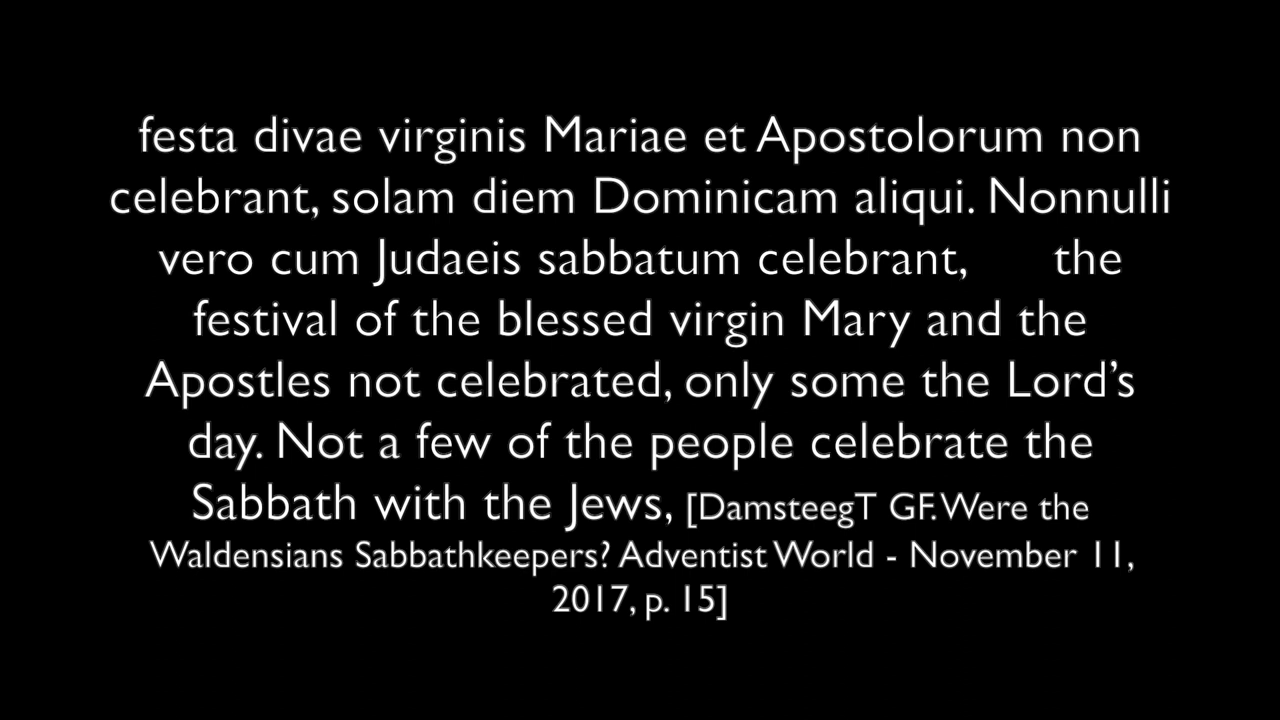 festa divae virginis Mariae et Apostolorum non
celebrant, solam diem Dominicam aliqui. Nonnulli
vero cum Judaeis sabbatum celebrant, the
festival of the blessed virgin Mary and the
Apostles not celebrated, only some the Lord’s
day. Not a few of the people celebrate the
Sabbath with the Jews, [DamsteegT GF. Were the
Waldensians Sabbathkeepers? Adventist World - November 11,
2017, p. 15]